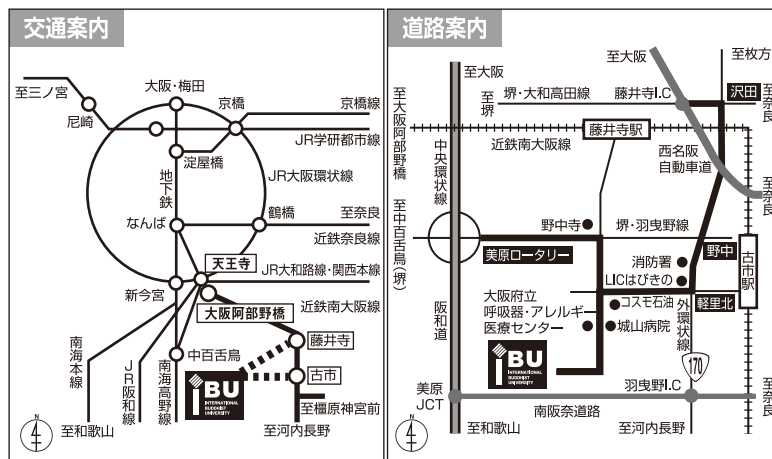 交通案内
大阪・梅田
京橋
京橋線
至三ノ宮
尼崎
JR学研都市線
淀屋橋
地下鉄
JR大阪環状線
鶴橋
至奈良
なんば
近鉄奈良線
天王寺
JR大和路線・関西本線
新今宮
近鉄南大阪線
大阪阿部野橋
藤井寺
中百舌鳥
古市
南海本線
JR阪和線
南海高野線
iBU
INTERNATIONAL
BUDDHIST
UNIVERSITY
至橿原神宮前
N
至和歌山
至河内長野
道路案内
至大阪
至大阪
至枚方
至大阪阿部野橋
至堺
堺・大和高田線
藤井寺I.C
沢田
至奈良
藤井寺駅
中央環状線
近鉄南大阪線
西名阪
自動車道
至奈良
至中百舌鳥(堺)
野中寺
堺・羽曳野線
野中
古市駅
美原ロータリー
消防署
LICはびきの
大阪府立
呼吸器・アレルギー
医療センター
コスモ石油
軽里北
外環状線
阪和道
城山病院
iBU
INTERNATIONAL
BUDDHIST
UNIVERSITY
170
美原
JCT
羽曳野I.C
至奈良
南阪奈道路
N
至和歌山
至河内長野